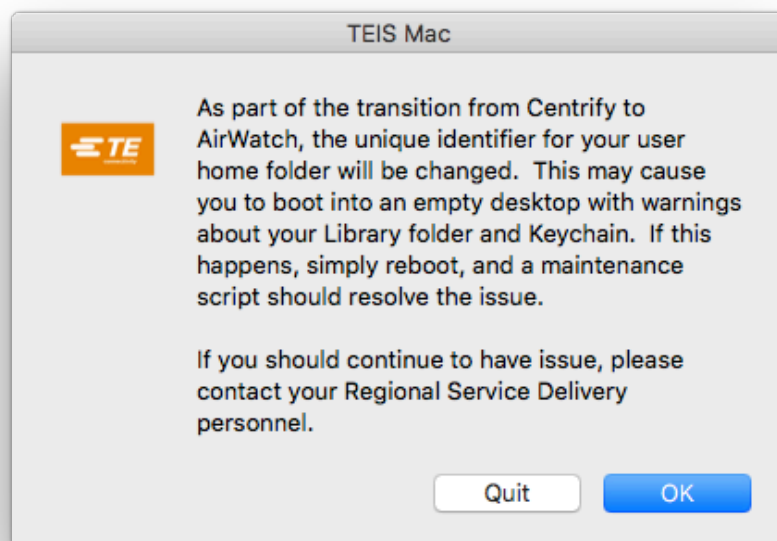 TEIS Mac
As part of the transition from Centrify to
AirWatch, the unique identifier for your user
home folder will be changed.  This may cause
you to boot into an empty desktop with warnings
about your Library folder and Keychain.  If this
happens, simply reboot, and a maintenance
script should resolve the issue.
TE
connectivity
If you should continue to have issue, please
contact your Regional Service Delivery
personnel.
Quit
OK